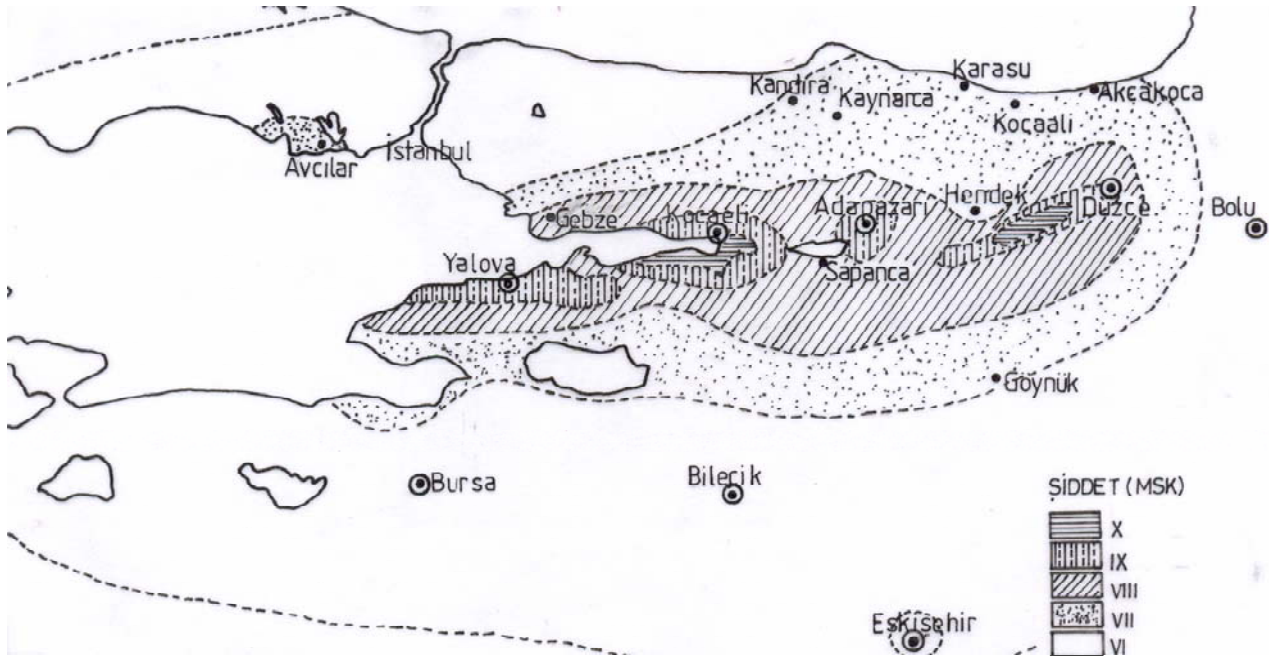 Kandıra
Karasu
Kaynarca
Akçakoca
Kocaali
Avcılar
İstanbul
Gebze
Kocaeli
Adapazarı
Hendek
Düzce
Bolu
Yalova
Sapanca
Göynük
Bursa
Bilecik
Eskişehir
ŞİDDET (MSK)
X
IX
VIII
VII
VI